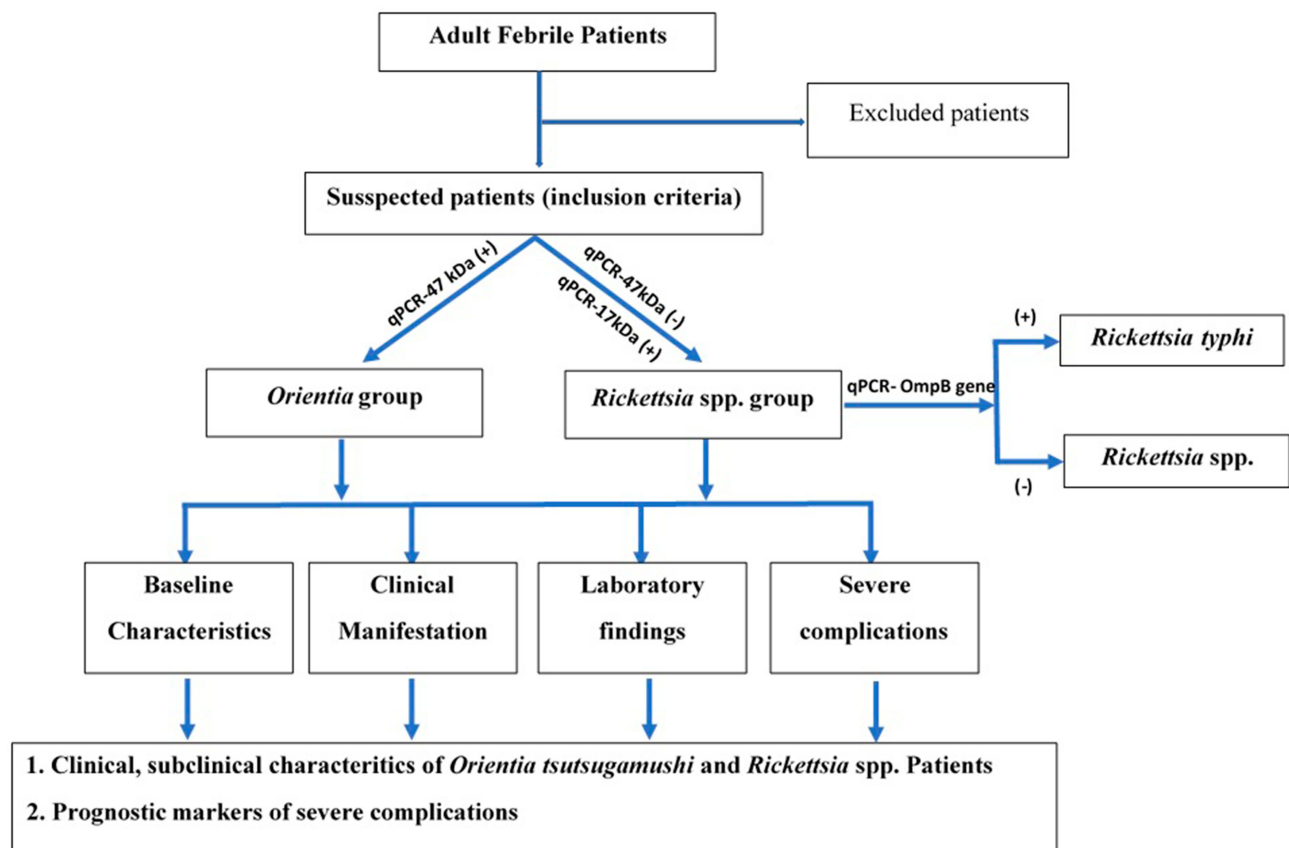 Adult Febrile Patients
Excluded patients
Susspected patients (inclusion criteria)
qPCR-47 kDa (+)
qPCR-47kDa (-)
qPCR-17kDa (+)
Orientia group
Rickettsia spp. group
qPCR- OmpB gene
(+)
Rickettsia typhi
Rickettsia spp.
(-)
Baseline
Characteristics
Clinical
Manifestation
Laboratory
findings
Severe
complications
1. Clinical, subclinical characteritics of Orientia tsutsugamushi and Rickettsia spp. Patients
2. Prognostic markers of severe complications